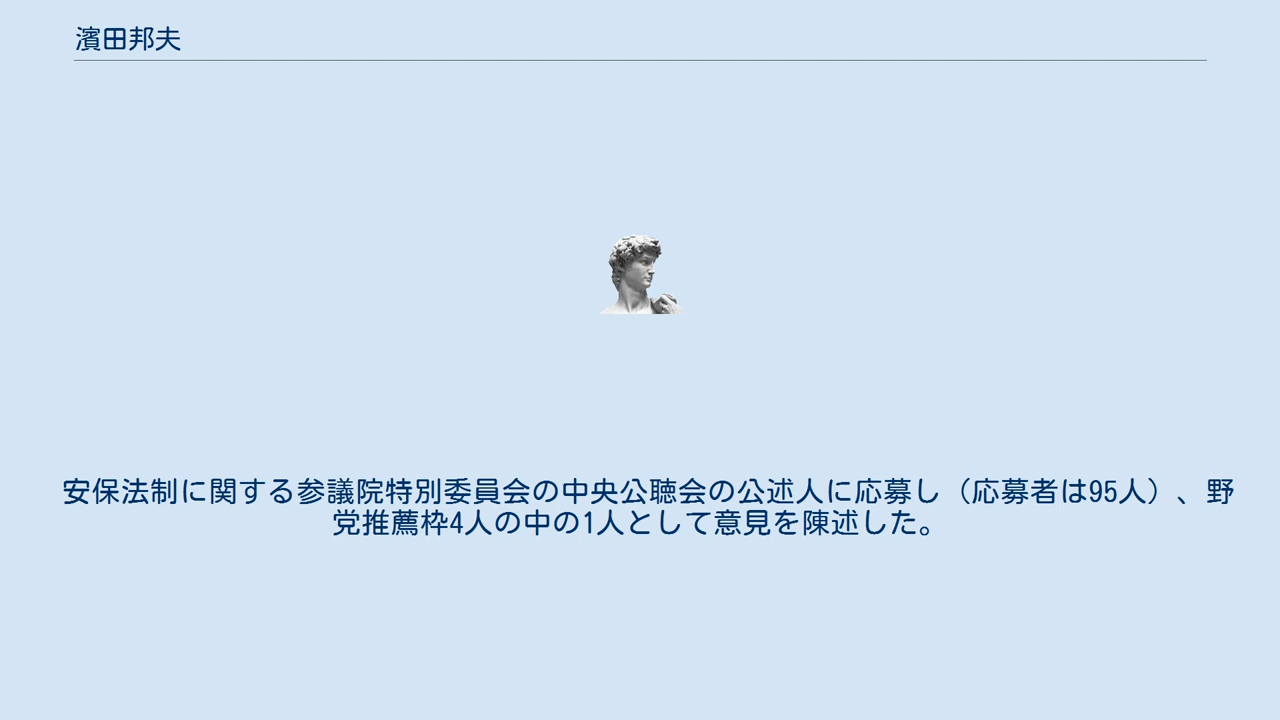 濱田邦夫
安保法制に関する参議院特別委員会の中央公聴会の公述人に応募し（応募者は95人）、野
党推薦枠4人の中の1人として意見を陳述した。